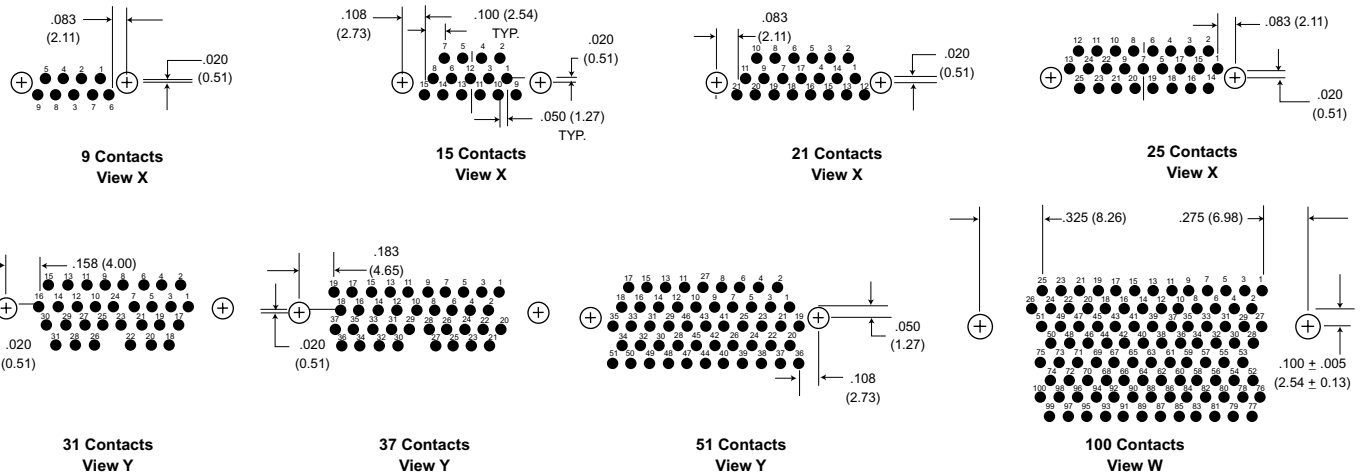 .083
(2.11)
.020
(0.51)
5 4 2 1
9 8 3 7 6
9 Contacts
View X
.108
(2.73)
.100 (2.54)
TYP.
.020
(0.51)
7 5 4 2
8 6 12 3 1
15 14 13 11 10 9
.050 (1.27)
TYP.
15 Contacts
View X
.083
(2.11)
.020
(0.51)
10 8 6 5 3 2
11 9 7 17 4 14 1
21 20 19 18 16 15 13 12
21 Contacts
View X
.083 (2.11)
.020
(0.51)
12 11 10 8 6 4 3 2
13 24 22 9 7 5 17 15 1
25 23 21 20 19 18 16 14
25 Contacts
View X
.158 (4.00)
.020
(0.51)
15 13 11 9 8 6 4 2
16 14 12 10 24 7 5 3 1
30 29 27 25 23 21 19 17
31 28 26 22 20 18
31 Contacts
View Y
.183
(4.65)
.020
(0.51)
19 17 15 13 11 9 7 5 3 1
18 16 14 12 10 8 6 4 2
37 35 33 31 29 28 26 24 22 20
36 34 32 30 27 25 23 21
37 Contacts
View Y
17 15 13 11 27 8 6 4 2
18 16 14 12 10 9 7 5 3 1
35 33 31 29 28 46 43 25 23 21 19
34 32 30 45 26 24 22 20
51 50 49 48 47 44 40 39 38 37 36
.050
(1.27)
.108
(2.73)
51 Contacts
View Y
.325 (8.26)
.275 (6.98)
25 23 21 19 17 15 13 11 9 7 5 3 1
26 24 22 20 18 16 14 12 10 8 6 4 2
51 49 47 45 43 41 39 37 35 33 31 29 27
50 48 46 44 42 40 38 36 34 32 30 28
75 73 71 69 67 65 63 61 59 57 55 53
74 72 70 68 66 64 62 60 58 56 54 52
100 98 96 94 92 90 88 86 84 82 80 78 76
99 97 95 93 91 89 87 85 83 81 79 77
.100 ± .005
(2.54 ± 0.13)
100 Contacts
View W